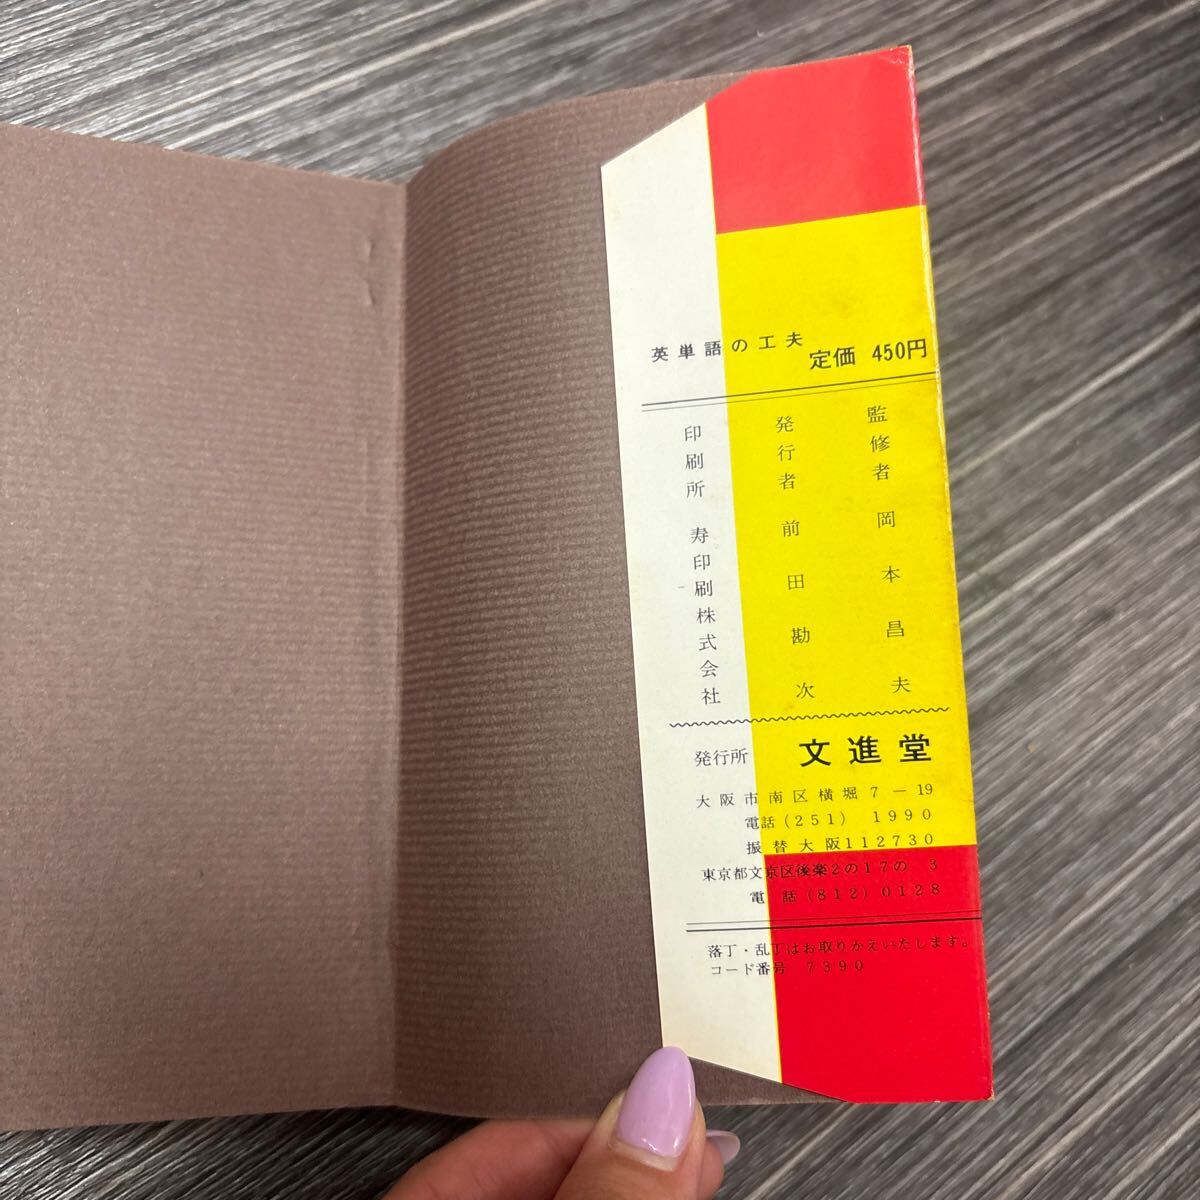 英単語の工夫
定価 450円
監修者 岡本昌夫
発行者 前田勘次
印刷所 寿印刷株式会社
発行所 文進堂
大阪市南区横堀7-19
電話(251) 1990
振替大阪112730
東京都文京区後楽2の17の3
電話(812)0128
落丁・乱丁はお取りかえいたします。
コード番号 7390